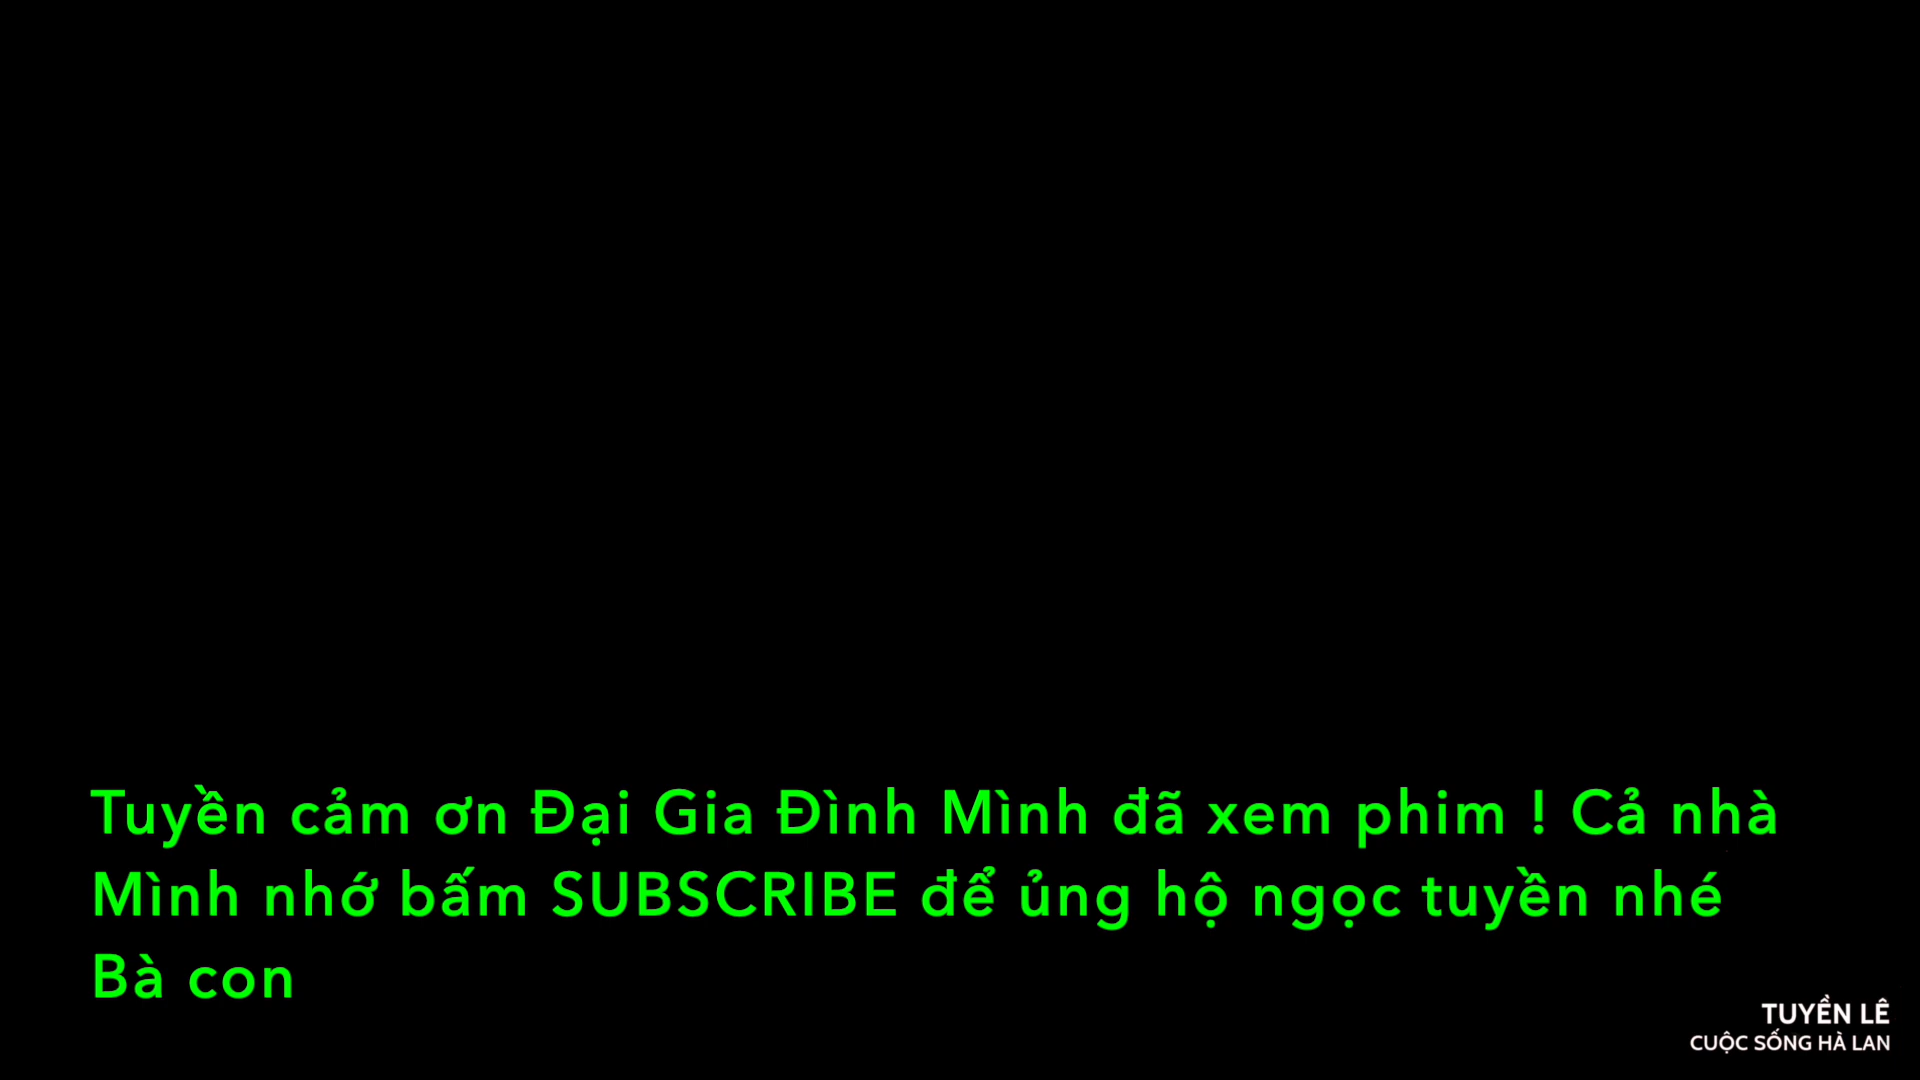 Tuyền cảm ơn Đại Gia Đình Mình đã xem phim ! Cả nhà
Mình nhớ bấm SUBSCRIBE để ủng hộ ngọc tuyền nhé
Bà con
TUYỀN LÊ
CUỘC SỐNG HÀ LAN